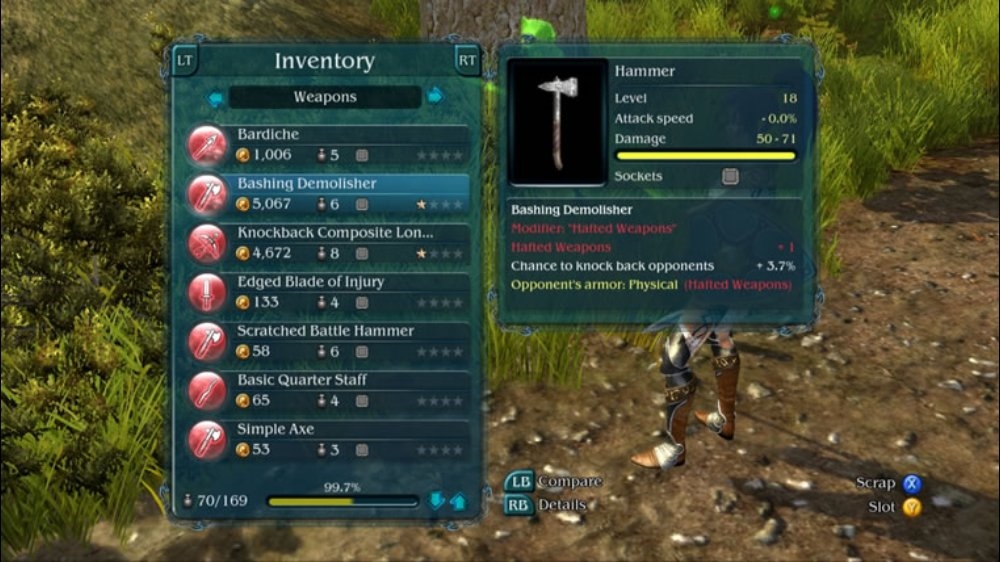 LT Inventory RT
Weapons
Bardiche
1,006 5
Bashing Demolisher
5,067 6
Knockback Composite Lon...
4,672 8
Edged Blade of Injury
133 4
Scratched Battle Hammer
58 6
Basic Quarter Staff
65 4
Simple Axe
53 3
70/169 99.7%
Hammer
Level 18
Attack speed - 0.0%
Damage 50 - 71
Sockets
Bashing Demolisher
Modifier: "Hafted Weapons"
Hafted Weapons + 1
Chance to knock back opponents + 3.7%
Opponent's armor: Physical (Hafted Weapons)
LB Compare
RB Details
Scrap X
Slot Y